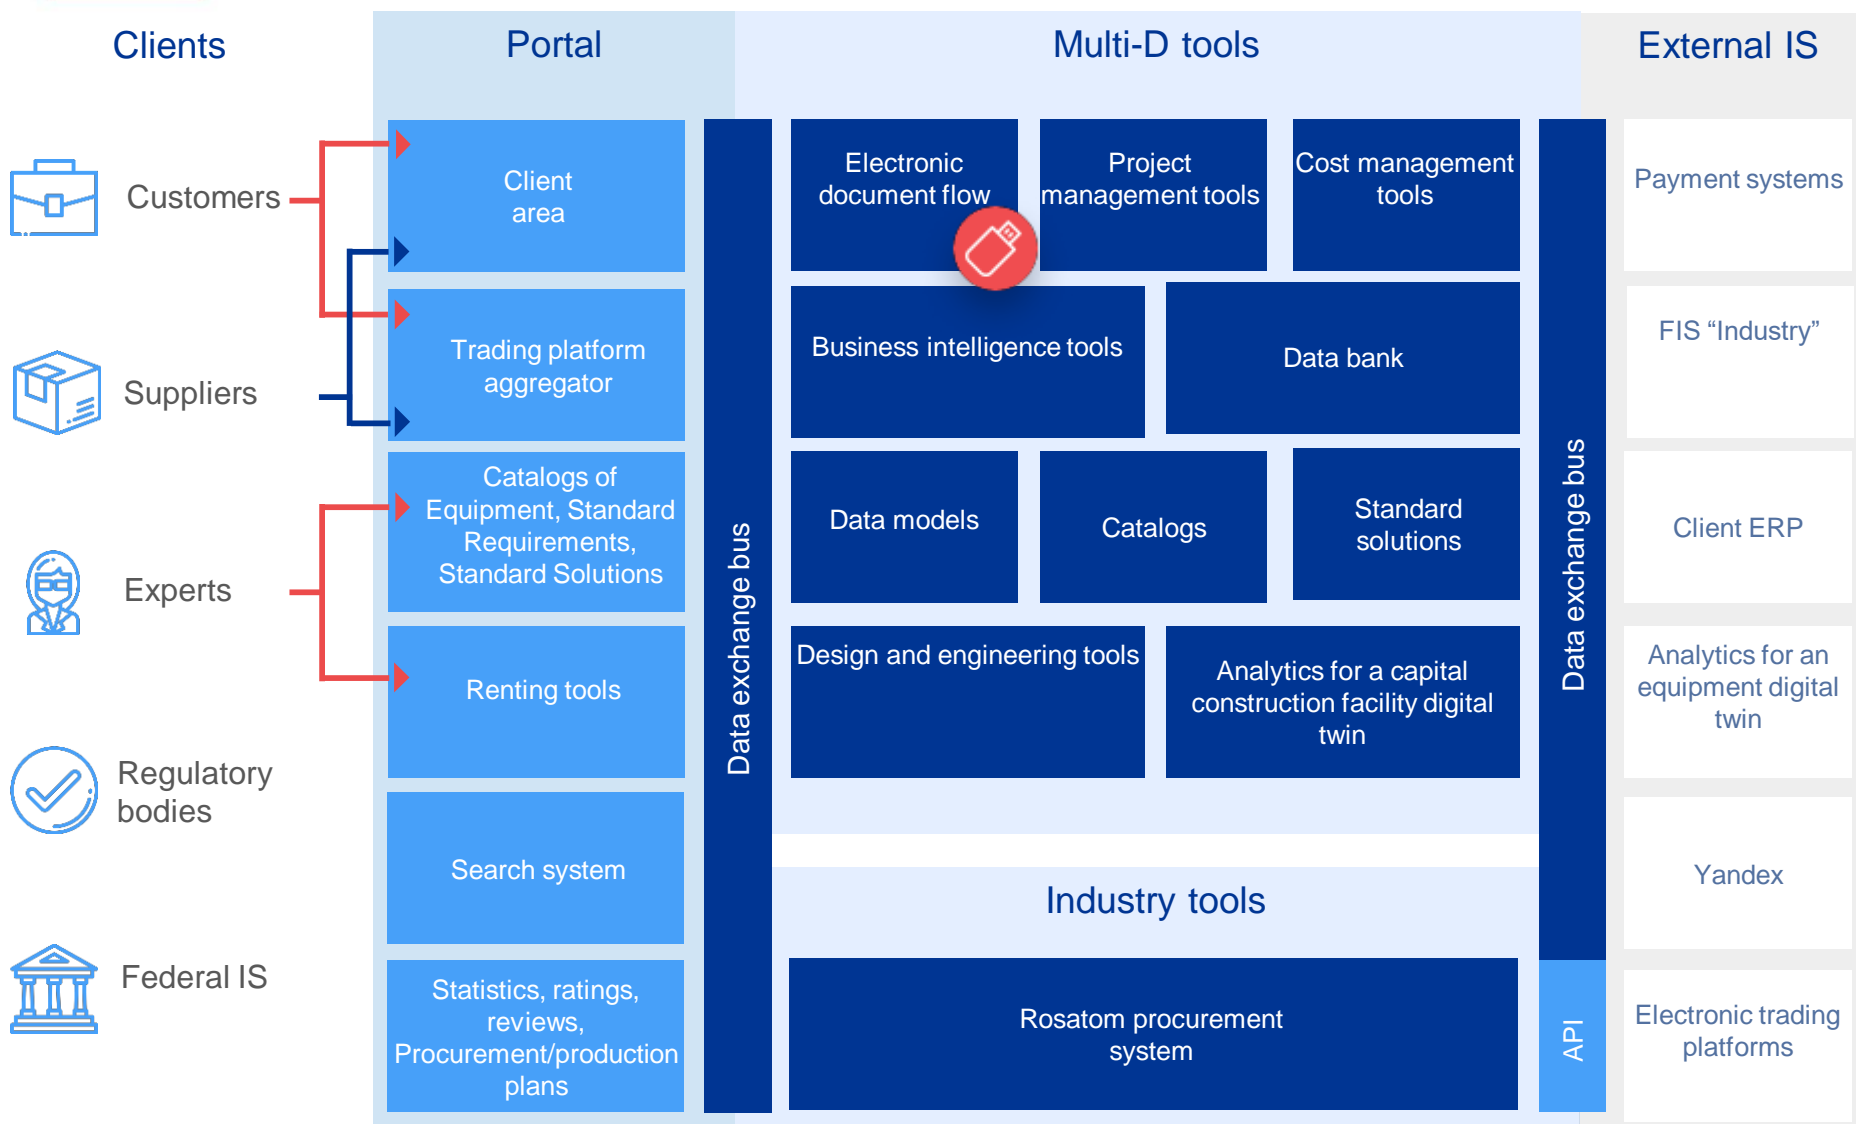 Clients
Portal
Multi-D tools
External IS
Customers
Suppliers
Experts
Regulatory
bodies
Federal IS
Client
area
Trading platform
aggregator
Catalogs of
Equipment, Standard
Requirements,
Standard Solutions
Renting tools
Search system
Statistics, ratings,
reviews,
Procurement/production
plans
Data exchange bus
Electronic
document flow
Project
management tools
Cost management
tools
Business intelligence tools
Data bank
Data models
Catalogs
Standard
solutions
Design and engineering tools
Analytics for a capital
construction facility digital
twin
Industry tools
Rosatom procurement
system
Data exchange bus
API
Payment systems
FIS “Industry”
Client ERP
Analytics for an
equipment digital
twin
Yandex
Electronic trading
platforms